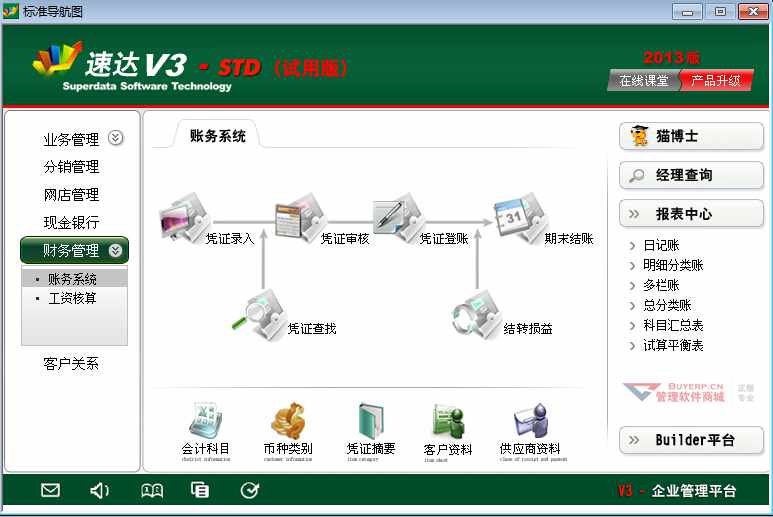 标准导航图
速达V3 - STD（试用版）
Superdata Software Technology
2013版
在线课堂
产品升级
业务管理
分销管理
网店管理
现金银行
财务管理
账务系统
工资核算
客户关系
账务系统
凭证录入
凭证审核
凭证登账
31
期末结账
凭证查找
结转损益
会计科目
币种类别
凭证摘要
客户资料
供应商资料
猫博士
经理查询
报表中心
日记账
明细分类账
多栏账
总分类账
科目汇总表
试算平衡表
BUYERP.CN
管理软件商城
正版
专业
Builder平台
V3 - 企业管理平台